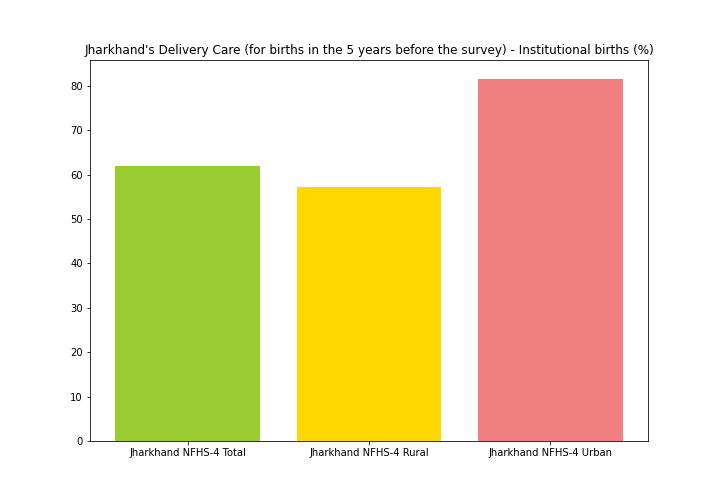 Jharkhand's Delivery Care (for births in the 5 years before the survey) - Institutional births (%)
80
70
60
50
40
30
20
10
0
Jharkhand NFHS-4 Total
Jharkhand NFHS-4 Rural
Jharkhand NFHS-4 Urban